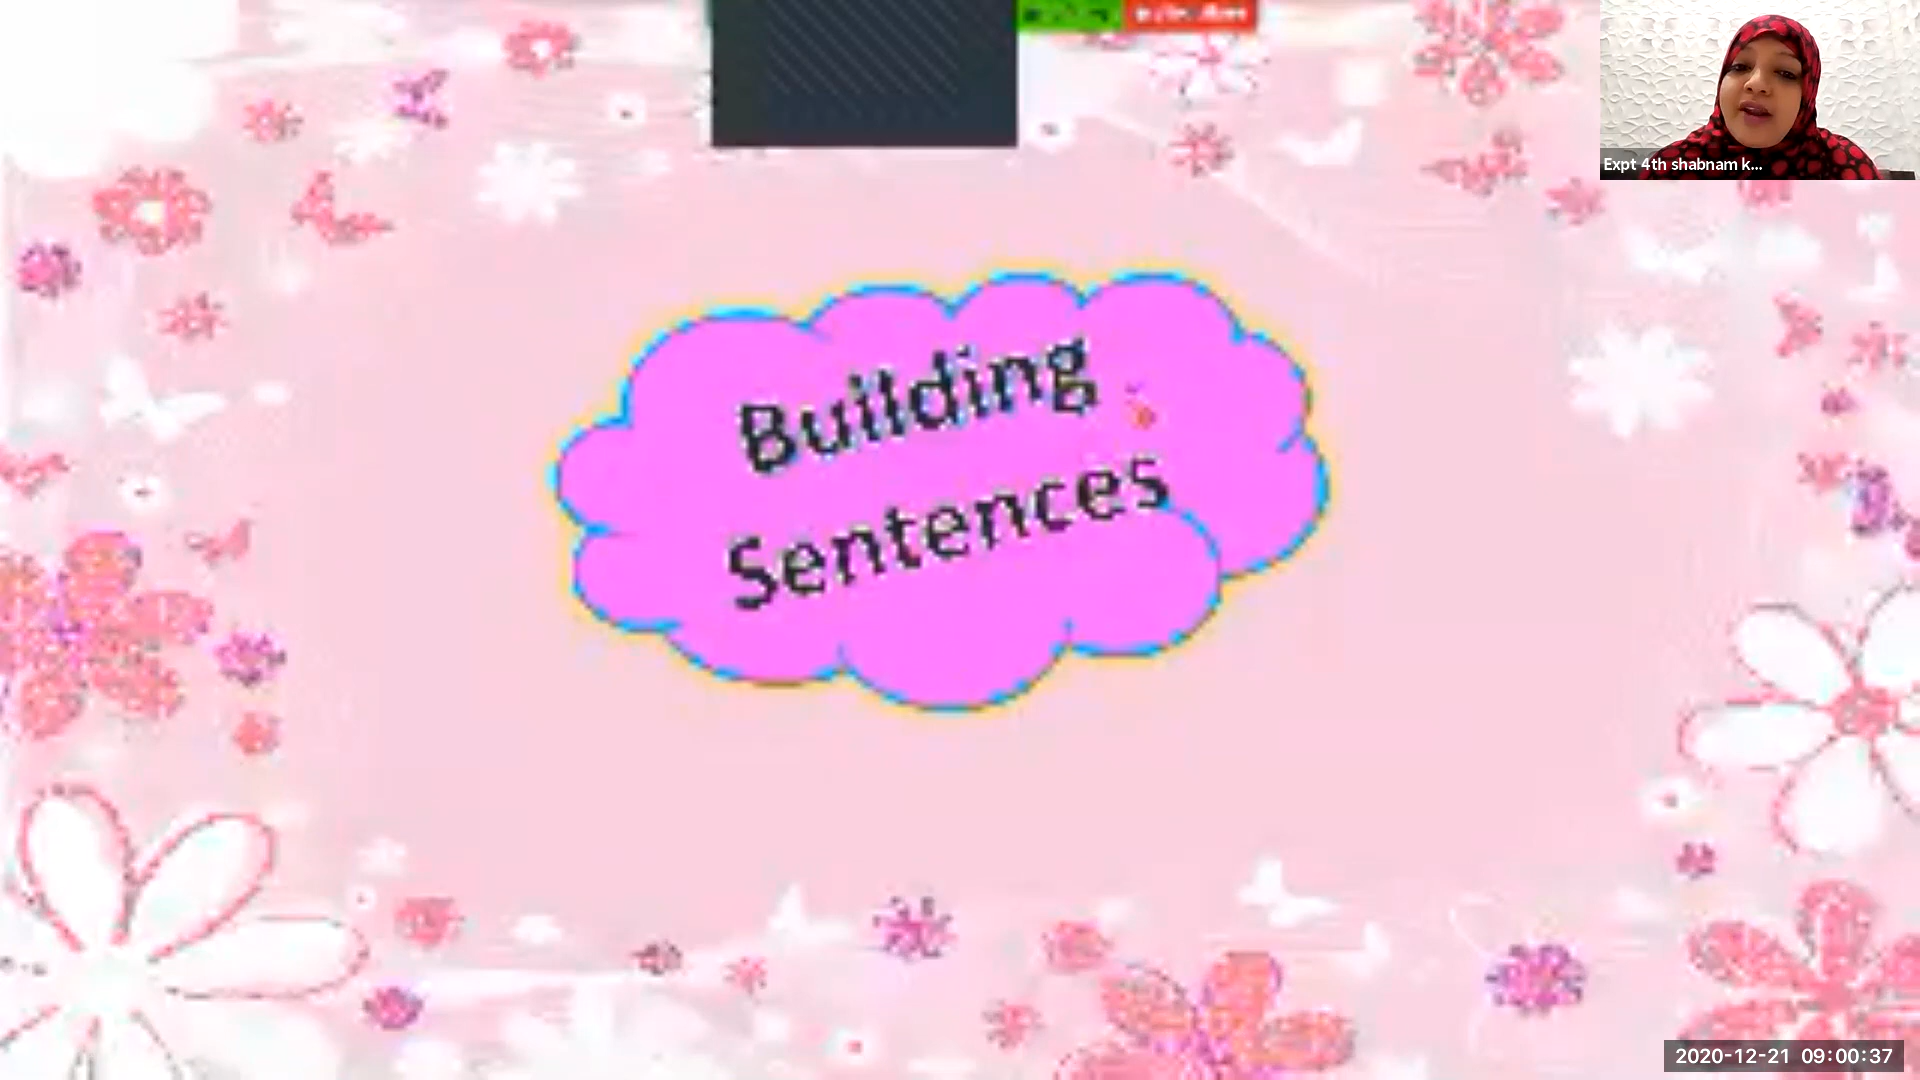 Expt 4th shabnam k...
Building
Sentences
2020-12-21 09:00:37